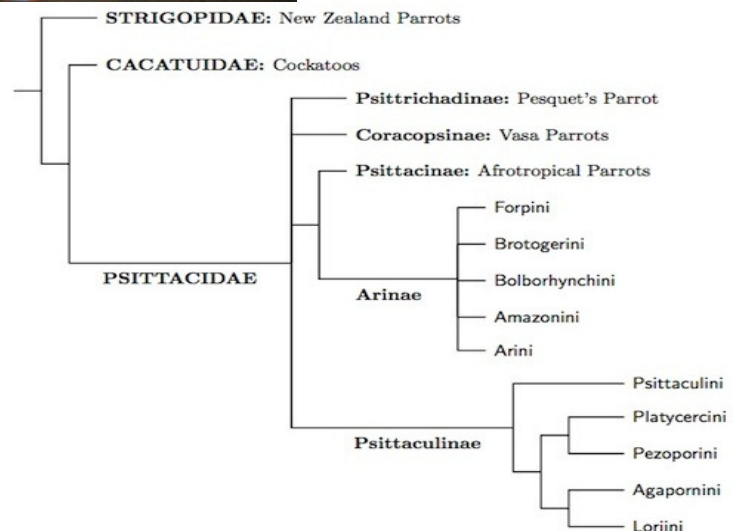 STRIGOPIDAE: New Zealand Parrots
CACATUIDAE: Cockatoos
Psittrichadinae: Pesquet's Parrot
Coracopsinae: Vasa Parrots
Psittacinae: Afrotropical Parrots
Forpini
Brotogerini
PSITTACIDAE
Bolborhynchini
Arinae
Amazonini
Arini
Psittaculini
Platycercini
Psittaculinae
Pezoporini
Agapornini
Loriini